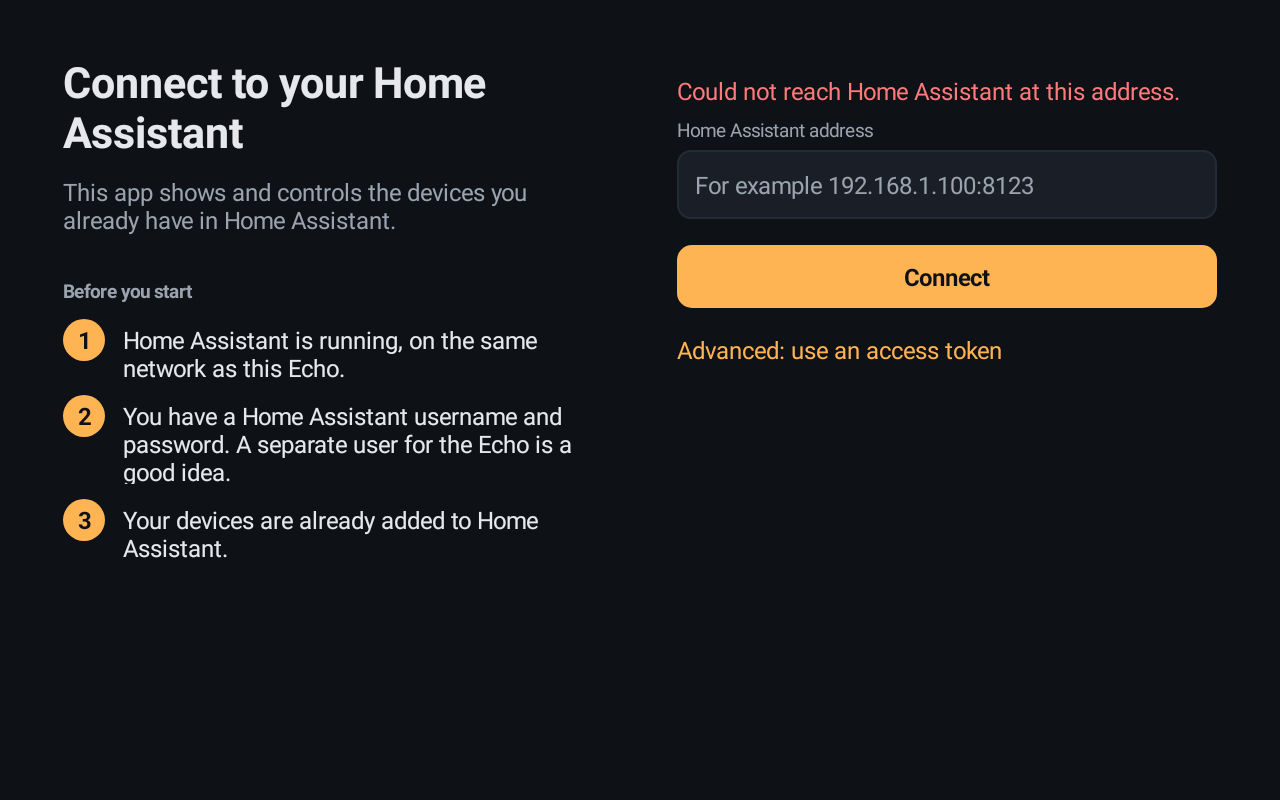 Connect to your Home
Assistant
This app shows and controls the devices you
already have in Home Assistant.
Before you start
1 Home Assistant is running, on the same
network as this Echo.
2 You have a Home Assistant username and
password. A separate user for the Echo is a
good idea.
3 Your devices are already added to Home
Assistant.
Could not reach Home Assistant at this address.
Home Assistant address
For example 192.168.1.100:8123
Connect
Advanced: use an access token